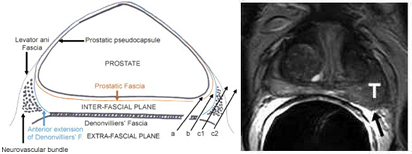 Levator ani
Fascia
Prostatic pseudocapsule
PROSTATE
Prostatic Fascia
INTER-FASCIAL PLANE
Denonvilliers' Fascia
Anterior extension
of Denonvilliers' F.
EXTRA-FASCIAL PLANE
a
b
c1
c2
Neurovascular bundle
T